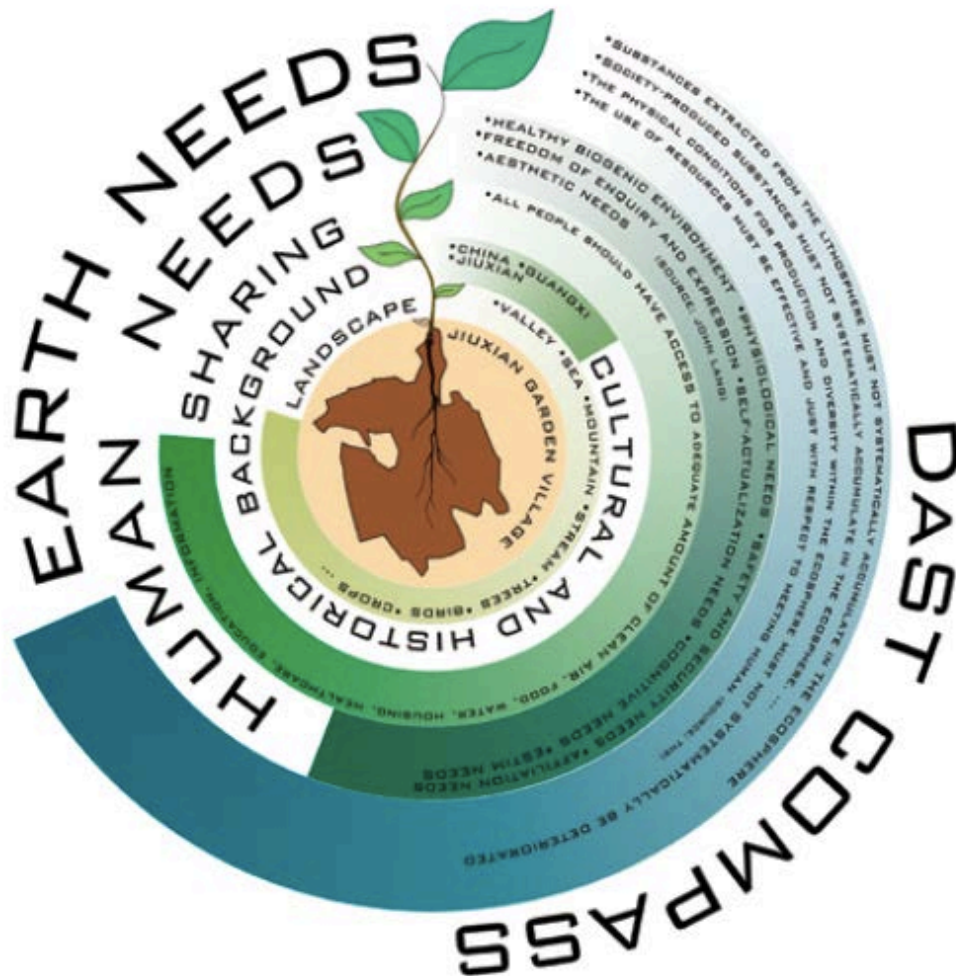 EARTH NEEDS
•SUBSTANCES EXTRACTED FROM THE LITHOSPHERE MUST NOT SYSTEMATICALLY ACCUMULATE IN THE ECOSPHERE
•SOCIETY-PRODUCED SUBSTANCES MUST NOT SYSTEMATICALLY ACCUMULATE IN THE ECOSPHERE. ...
•THE PHYSICAL CONDITIONS FOR PRODUCTION AND DIVERSITY WITHIN THE ECOSPHERE MUST NOT SYSTEMATICALLY BE DETERIORATED
•THE USE OF RESOURCES MUST BE EFFECTIVE AND JUST WITH RESPECT TO MEETING HUMAN
HUMAN NEEDS
•HEALTHY BIOGENIC ENVIRONMENT •PHYSIOLOGICAL NEEDS •SAFETY AND SECURITY NEEDS •AFFILIATION NEEDS
•FREEDOM OF ENQUIRY AND EXPRESSION •SELF-ACTUALIZATION NEEDS •COGNITIVE NEEDS •ESTIM NEEDS
•AESTHETIC NEEDS (SOURCE: JOHN LANG)
SHARING
•ALL PEOPLE SHOULD HAVE ACCESS TO ADEQUATE AMOUNT OF CLEAN AIR, FOOD, WATER, HOUSING, HEALTHCARE, EDUCATION, INFORMATION
CULTURAL AND HISTORICAL BACKGROUND
•CHINA •GUANGXI
•JIUXIAN
LANDSCAPE
•VALLEY •SEA •MOUNTAIN •STREAM •TREES •BIRDS •CROPS ...
JIUXIAN GARDEN VILLAGE
DAST COMPASS